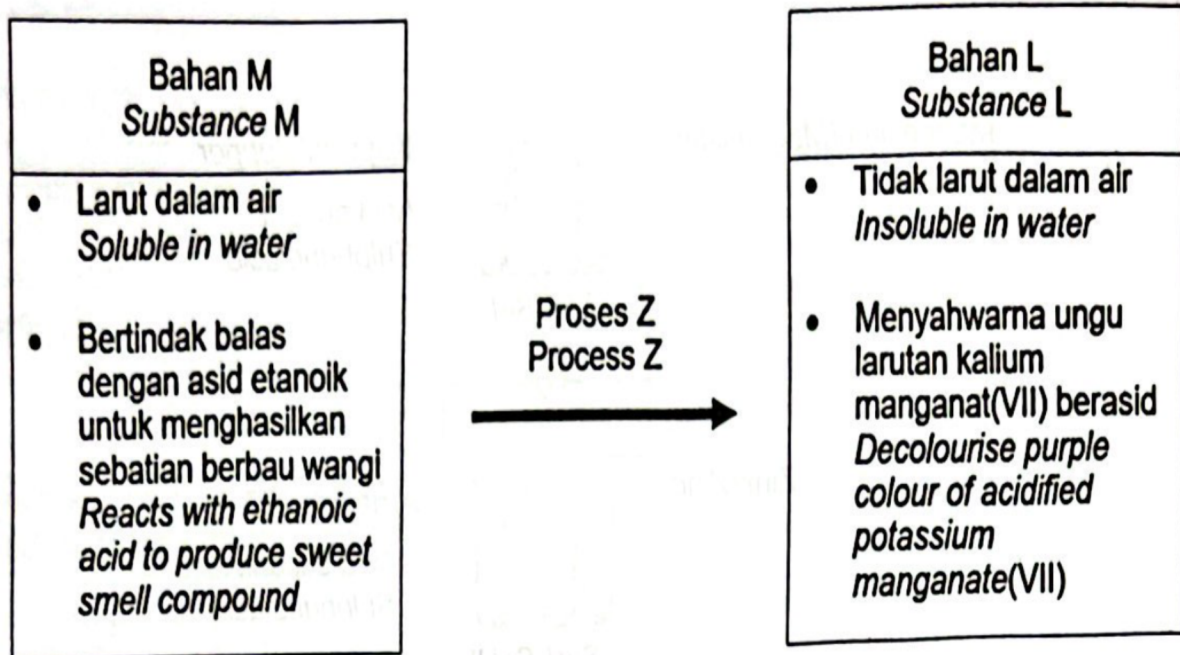 Bahan M
Substance M
• Larut dalam air
Soluble in water
• Bertindak balas
dengan asid etanoik
untuk menghasilkan
sebatian berbau wangi
Reacts with ethanoic
acid to produce sweet
smell compound
Proses Z
Process Z
Bahan L
Substance L
• Tidak larut dalam air
Insoluble in water
• Menyahwarna ungu
larutan kalium
manganat(VII) berasid
Decolourise purple
colour of acidified
potassium
manganate(VII)